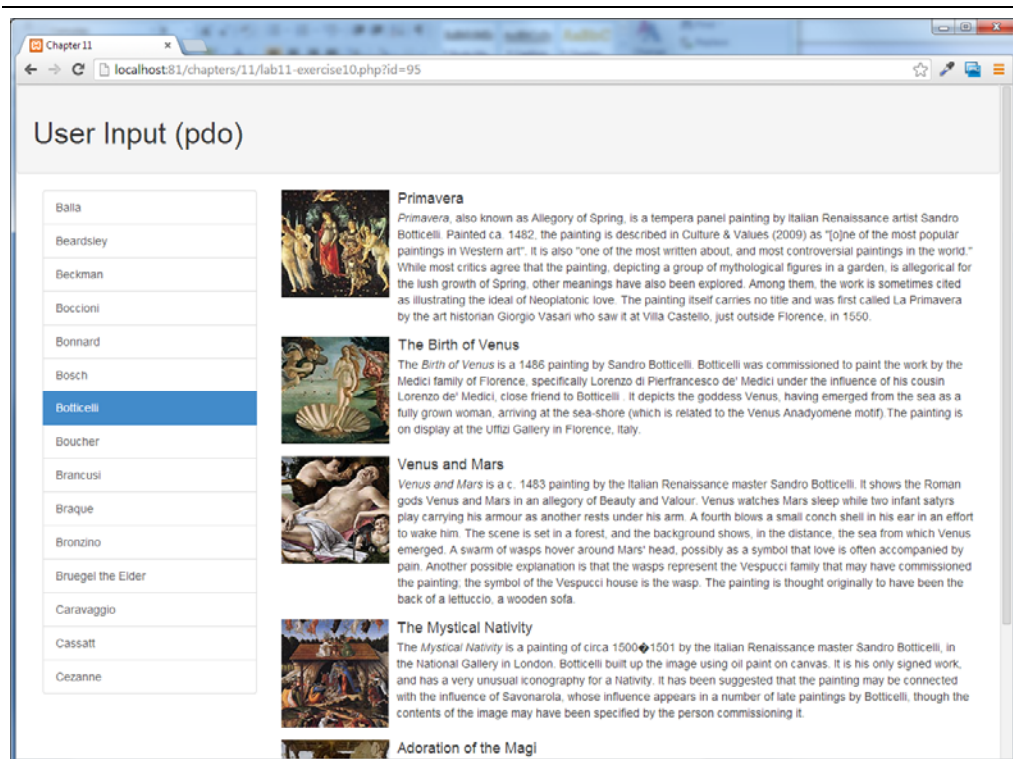 Chapter 11
localhost:81/chapters/11/lab11-exercise10.php?id=95
User Input (pdo)
Balla
Beardsley
Beckman
Boccioni
Bonnard
Bosch
Botticelli
Boucher
Brancusi
Braque
Bronzino
Bruegel the Elder
Caravaggio
Cassatt
Cezanne
Primavera
Primavera, also known as Allegory of Spring, is a tempera panel painting by Italian Renaissance artist Sandro
Botticelli. Painted ca. 1482, the painting is described in Culture & Values (2009) as "[o]ne of the most popular
paintings in Western art". It is also "one of the most written about, and most controversial paintings in the world."
While most critics agree that the painting, depicting a group of mythological figures in a garden, is allegorical for
the lush growth of Spring, other meanings have also been explored. Among them, the work is sometimes cited
as illustrating the ideal of Neoplatonic love. The painting itself carries no title and was first called La Primavera
by the art historian Giorgio Vasari who saw it at Villa Castello, just outside Florence, in 1550.
The Birth of Venus
The Birth of Venus is a 1486 painting by Sandro Botticelli. Botticelli was commissioned to paint the work by the
Medici family of Florence, specifically Lorenzo di Pierfrancesco de' Medici under the influence of his cousin
Lorenzo de' Medici, close friend to Botticelli . It depicts the goddess Venus, having emerged from the sea as a
fully grown woman, arriving at the sea-shore (which is related to the Venus Anadyomene motif).The painting is
on display at the Uffizi Gallery in Florence, Italy.
Venus and Mars
Venus and Mars is a c. 1483 painting by the Italian Renaissance master Sandro Botticelli. It shows the Roman
gods Venus and Mars in an allegory of Beauty and Valour. Venus watches Mars sleep while two infant satyrs
play carrying his armour as another rests under his arm. A fourth blows a small conch shell in his ear in an effort
to wake him. The scene is set in a forest, and the background shows, in the distance, the sea from which Venus
emerged. A swarm of wasps hover around Mars' head, possibly as a symbol that love is often accompanied by
pain. Another possible explanation is that the wasps represent the Vespucci family that may have commissioned
the painting; the symbol of the Vespucci house is the wasp. The painting is thought originally to have been the
back of a lettuccio, a wooden sofa.
The Mystical Nativity
The Mystical Nativity is a painting of circa 1500�1501 by the Italian Renaissance master Sandro Botticelli, in
the National Gallery in London. Botticelli built up the image using oil paint on canvas. It is his only signed work,
and has a very unusual iconography for a Nativity. It has been suggested that the painting may be connected
with the influence of Savonarola, whose influence appears in a number of late paintings by Botticelli, though the
contents of the image may have been specified by the person commissioning it.
Adoration of the Magi